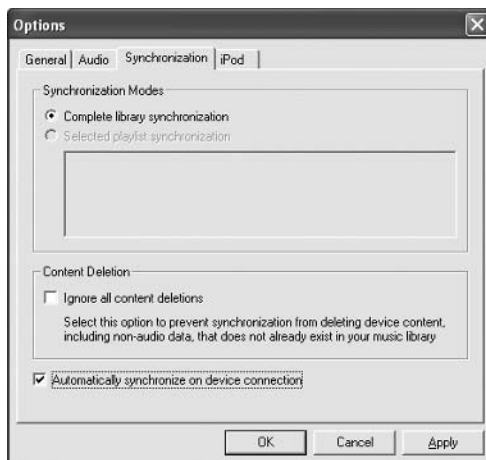 Options
General Audio Synchronization iPod
Synchronization Modes
Complete library synchronization
Selected playlist synchronization
Content Deletion
Ignore all content deletions
Select this option to prevent synchronization from deleting device content,
including non-audio data, that does not already exist in your music library
Automatically synchronize on device connection
OK Cancel Apply